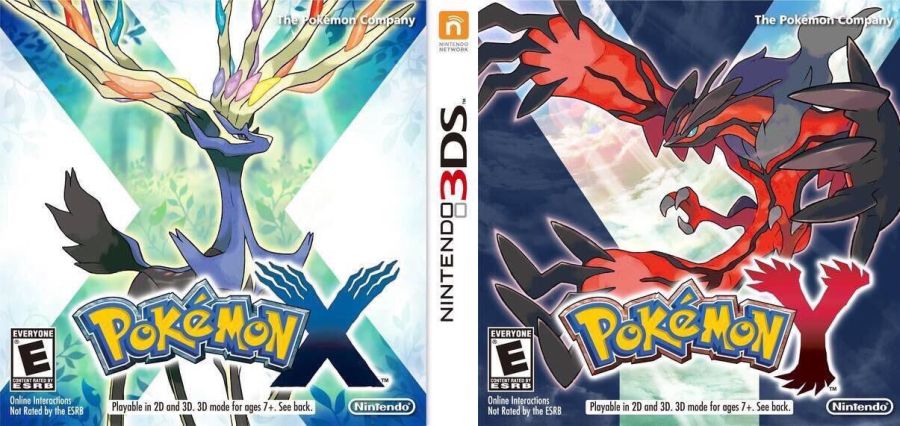 The Pokémon Company
POKéMON X
TM
EVERYONE
E
CONTENT RATED BY
ESRB
Online Interactions
Not Rated by the ESRB
Playable in 2D and 3D. 3D mode for ages 7+. See back.
Nintendo
NINTENDO
NETWORK
NINTENDO 3DS
TM
The Pokémon Company
POKéMON Y
TM
EVERYONE
E
CONTENT RATED BY
ESRB
Online Interactions
Not Rated by the ESRB
Playable in 2D and 3D. 3D mode for ages 7+. See back.
Nintendo